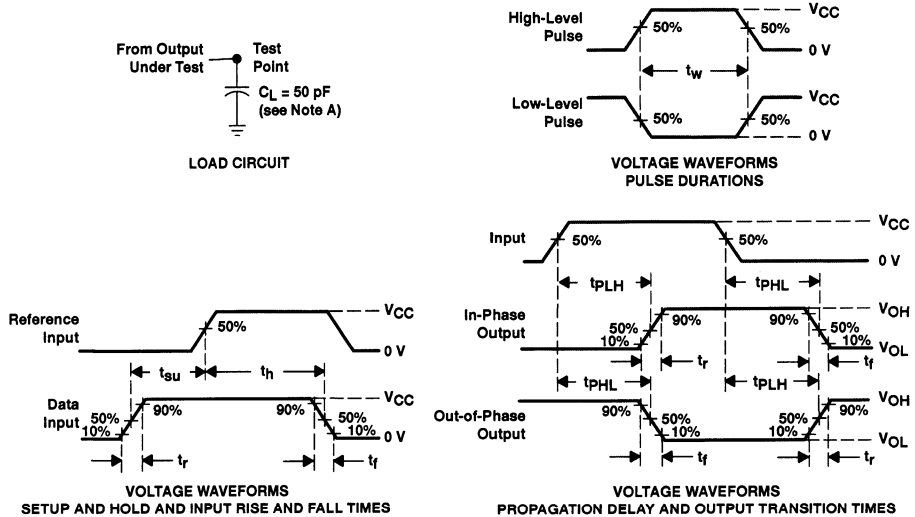 From Output
Under Test
Test
Point
CL = 50 pF
(see Note A)
LOAD CIRCUIT
High-Level
Pulse
50%
50%
VCC
0 V
tw
Low-Level
Pulse
50%
50%
VCC
0 V
VOLTAGE WAVEFORMS
PULSE DURATIONS
Reference
Input
50%
VCC
0 V
tsu
th
Data
Input
50%
10%
90%
90%
50%
10%
VCC
0 V
tr
tf
VOLTAGE WAVEFORMS
SETUP AND HOLD AND INPUT RISE AND FALL TIMES
Input
50%
50%
VCC
0 V
tPLH
tPHL
In-Phase
Output
50%
10%
90%
90%
50%
10%
VOH
VOL
tr
tf
tPHL
tPLH
Out-of-Phase
Output
90%
50%
10%
50%
10%
90%
VOH
VOL
tf
tr
VOLTAGE WAVEFORMS
PROPAGATION DELAY AND OUTPUT TRANSITION TIMES